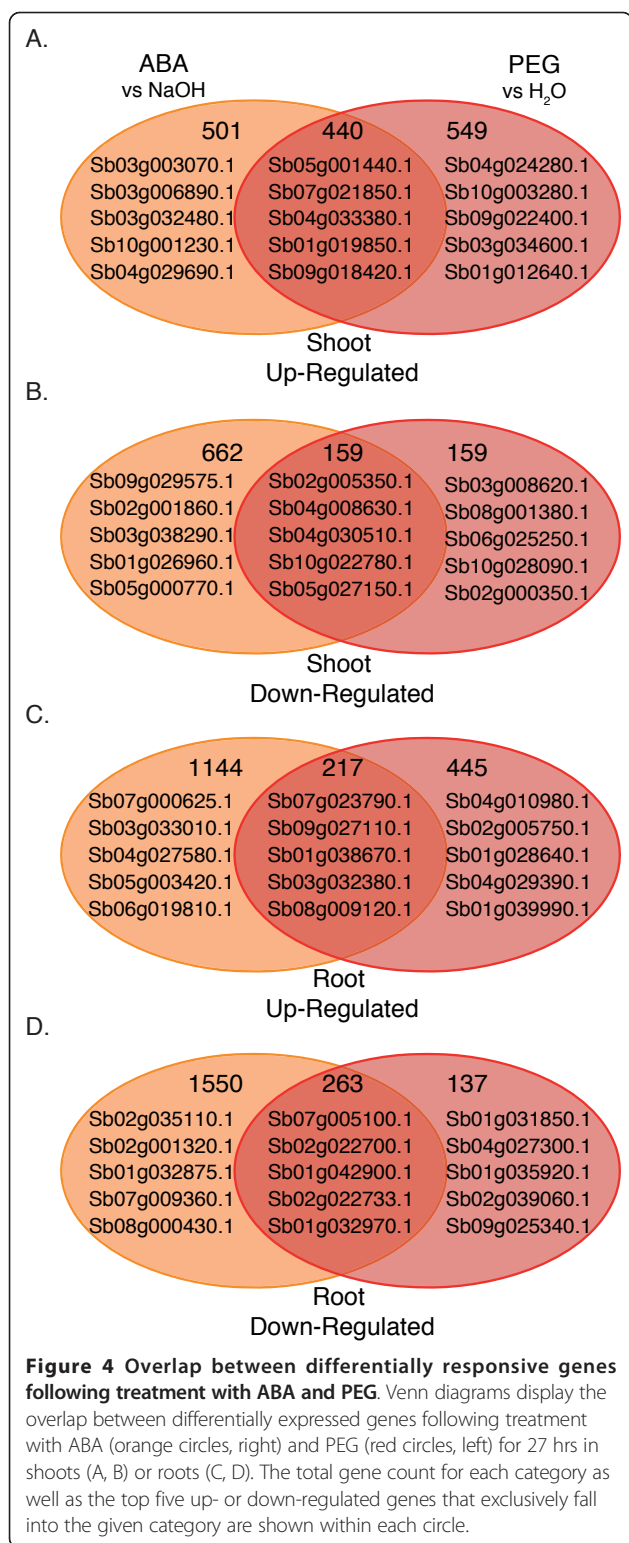 A.
ABA
vs NaOH
PEG
vs H2O
501 440 549
Sb03g003070.1 Sb05g001440.1 Sb04g024280.1
Sb03g006890.1 Sb07g021850.1 Sb10g003280.1
Sb03g032480.1 Sb04g033380.1 Sb09g022400.1
Sb10g001230.1 Sb01g019850.1 Sb03g034600.1
Sb04g029690.1 Sb09g018420.1 Sb01g012640.1
Shoot
Up-Regulated
B.
662 159 159
Sb09g029575.1 Sb02g005350.1 Sb03g008620.1
Sb02g001860.1 Sb04g008630.1 Sb08g001380.1
Sb03g038290.1 Sb04g030510.1 Sb06g025250.1
Sb01g026960.1 Sb10g022780.1 Sb10g028090.1
Sb05g000770.1 Sb05g027150.1 Sb02g000350.1
Shoot
Down-Regulated
C.
1144 217 445
Sb07g000625.1 Sb07g023790.1 Sb04g010980.1
Sb03g033010.1 Sb09g027110.1 Sb02g005750.1
Sb04g027580.1 Sb01g038670.1 Sb01g028640.1
Sb05g003420.1 Sb03g032380.1 Sb04g029390.1
Sb06g019810.1 Sb08g009120.1 Sb01g039990.1
Root
Up-Regulated
D.
1550 263 137
Sb02g035110.1 Sb07g005100.1 Sb01g031850.1
Sb02g001320.1 Sb02g022700.1 Sb04g027300.1
Sb01g032875.1 Sb01g042900.1 Sb01g035920.1
Sb07g009360.1 Sb02g022733.1 Sb02g039060.1
Sb08g000430.1 Sb01g032970.1 Sb09g025340.1
Root
Down-Regulated
Figure 4 Overlap between differentially responsive genes
following treatment with ABA and PEG. Venn diagrams display the
overlap between differentially expressed genes following treatment
with ABA (orange circles, right) and PEG (red circles, left) for 27 hrs in
shoots (A, B) or roots (C, D). The total gene count for each category as
well as the top five up- or down-regulated genes that exclusively fall
into the given category are shown within each circle.